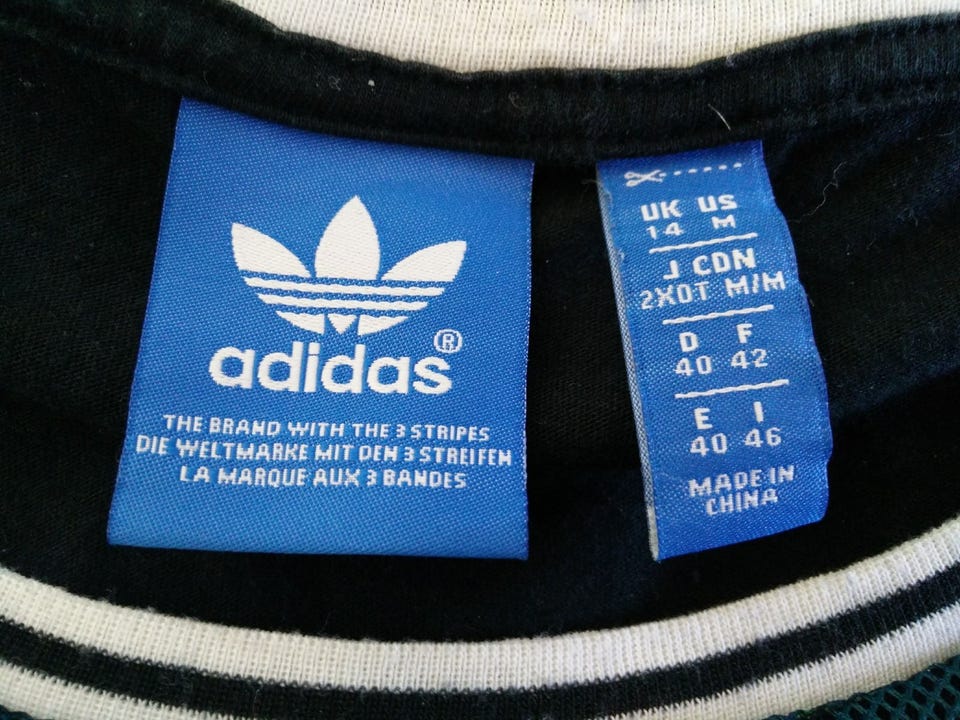 adidas®
THE BRAND WITH THE 3 STRIPES
DIE WELTMARKE MIT DEN 3 STREIFEN
LA MARQUE AUX 3 BANDES
UK US
14 M
J CDN
2XOT M/M
D F
40 42
E I
40 46
MADE IN
CHINA